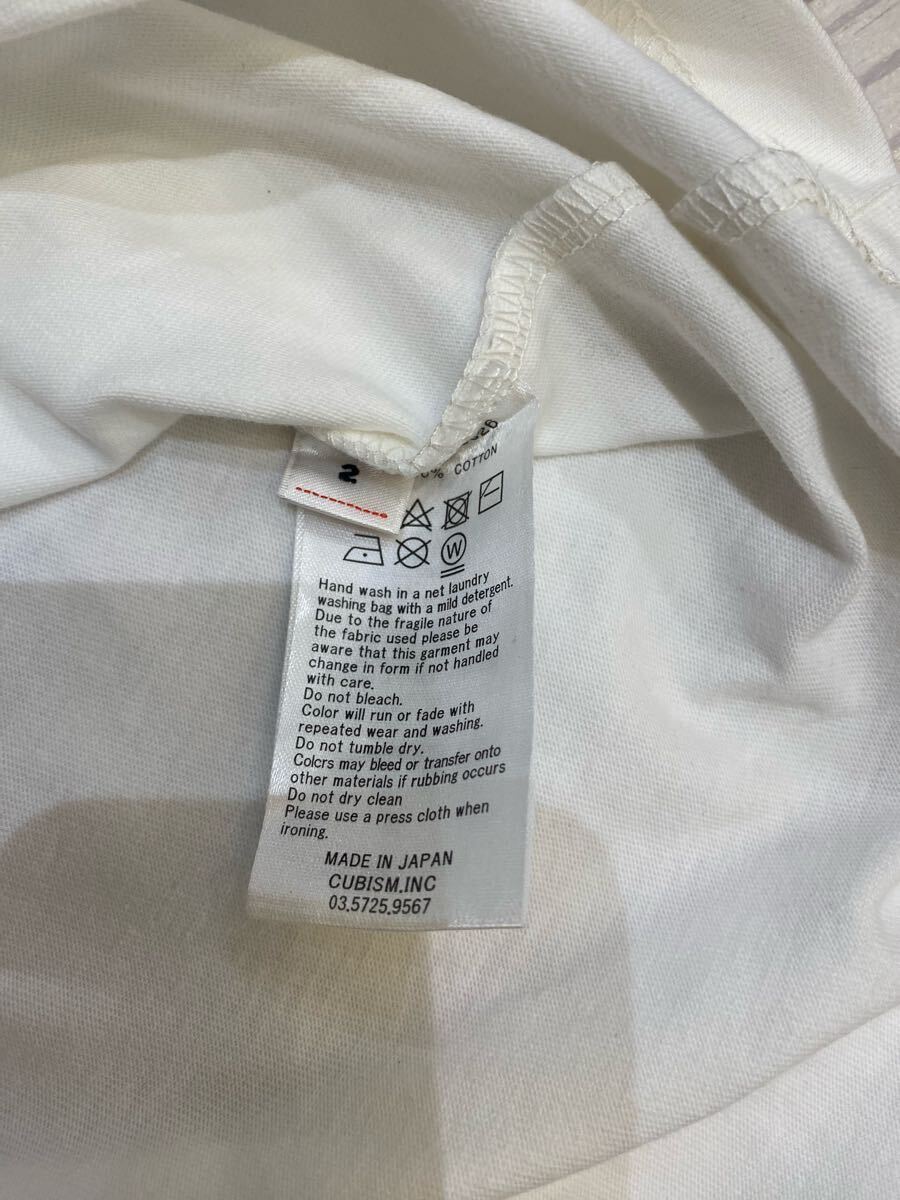 2
% COTTON
W
Hand wash in a net laundry
washing bag with a mild detergent.
Due to the fragile nature of
the fabric used please be
aware that this garment may
change in form if not handled
with care.
Do not bleach.
Color will run or fade with
repeated wear and washing.
Do not tumble dry.
Colcrs may bleed or transfer onto
other materials if rubbing occurs
Do not dry clean
Please use a press cloth when
ironing.
MADE IN JAPAN
CUBISM.INC
03.5725.9567